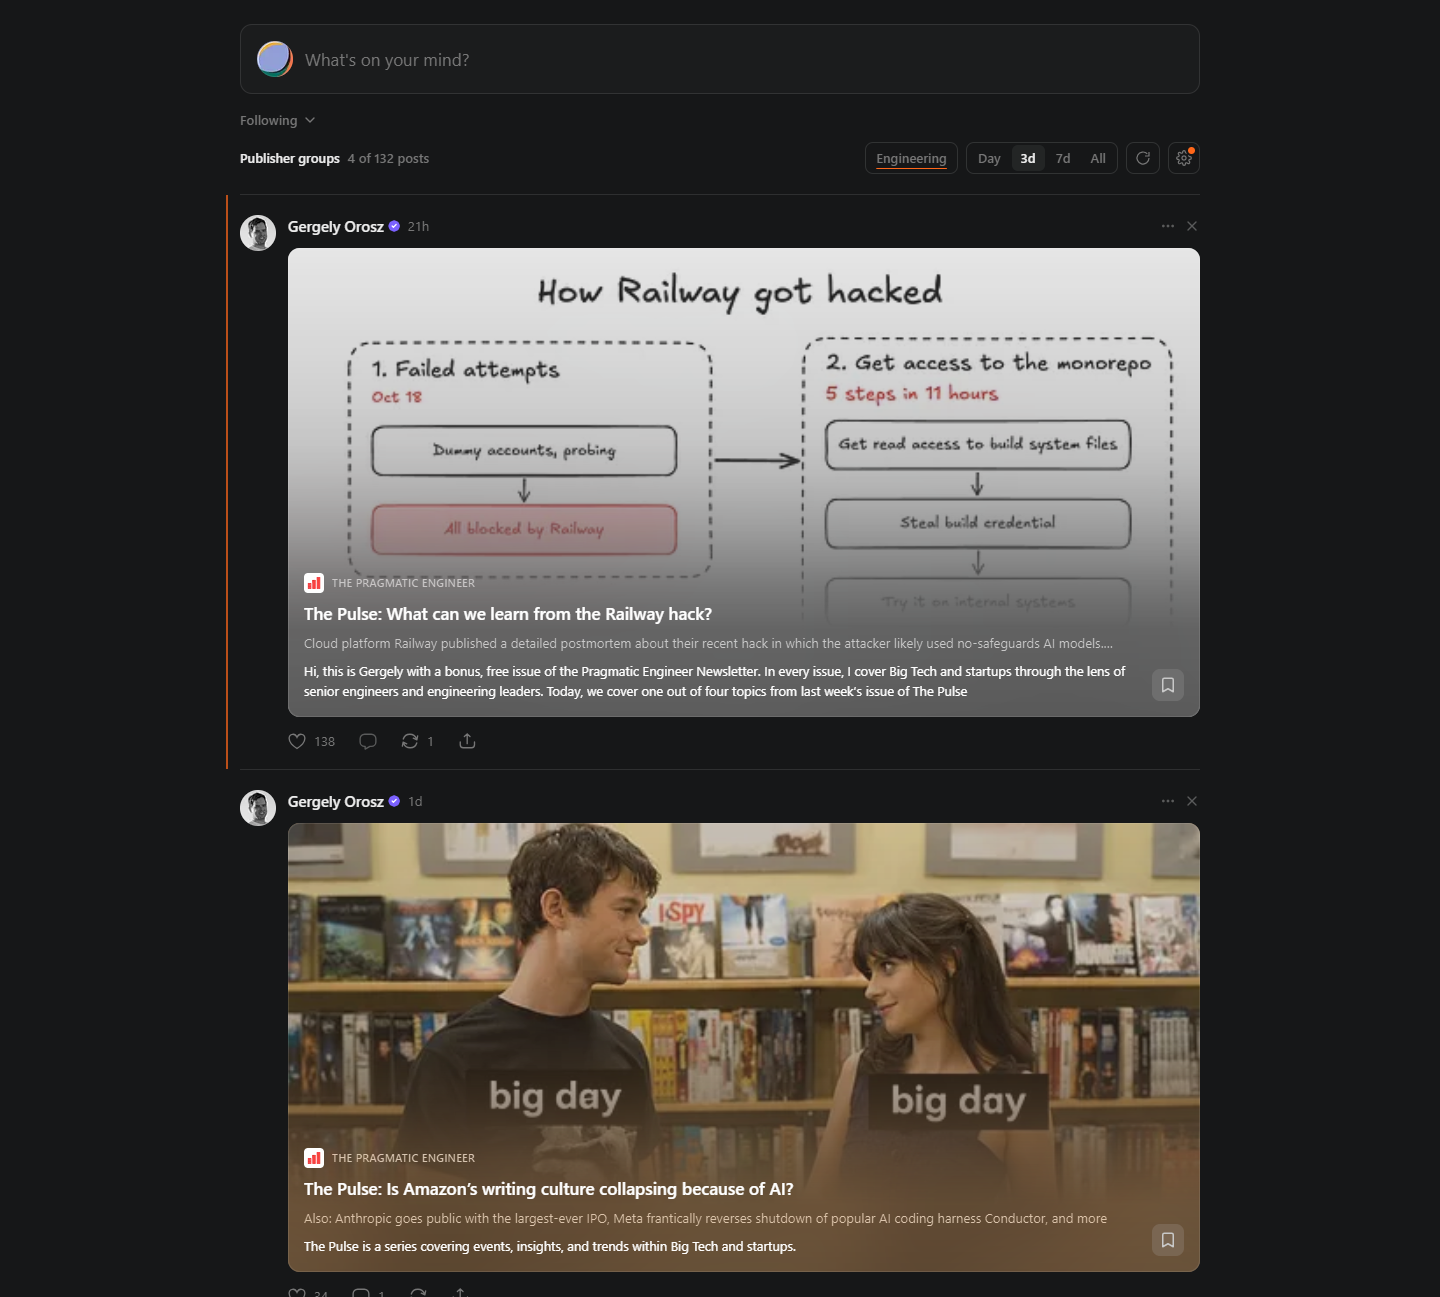 What's on your mind?
Following
Publisher groups 4 of 132 posts
Engineering Day 3d 7d All
Gergely Orosz 21h
How Railway got hacked
1. Failed attempts
Oct 18
Dummy accounts, probing
All blocked by Railway
2. Get access to the monorepo
5 steps in 11 hours
Get read access to build system files
Steal build credential
Try it on internal systems
THE PRAGMATIC ENGINEER
The Pulse: What can we learn from the Railway hack?
Cloud platform Railway published a detailed postmortem about their recent hack in which the attacker likely used no-safeguards AI models....
Hi, this is Gergely with a bonus, free issue of the Pragmatic Engineer Newsletter. In every issue, I cover Big Tech and startups through the lens of
senior engineers and engineering leaders. Today, we cover one out of four topics from last week’s issue of The Pulse
138 1
Gergely Orosz 1d
I SPY
big day
big day
THE PRAGMATIC ENGINEER
The Pulse: Is Amazon’s writing culture collapsing because of AI?
Also: Anthropic goes public with the largest-ever IPO, Meta frantically reverses shutdown of popular AI coding harness Conductor, and more
The Pulse is a series covering events, insights, and trends within Big Tech and startups.
34 1